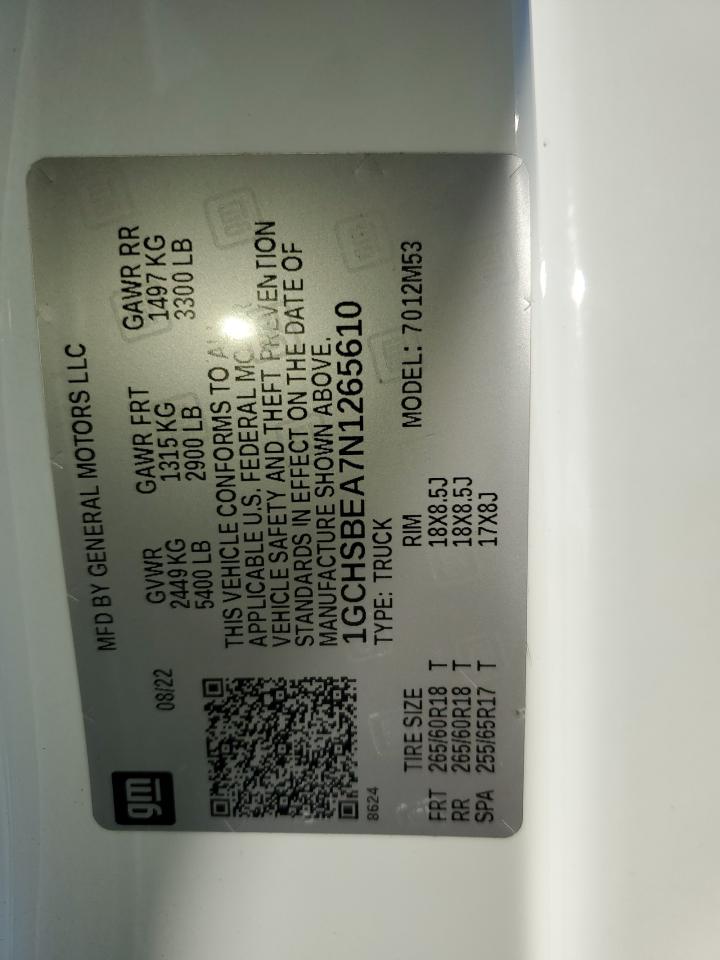 gm
MFD BY GENERAL MOTORS LLC
08/22
GVWR GAWR FRT GAWR RR
2449 KG 1315 KG 1497 KG
5400 LB 2900 LB 3300 LB
THIS VEHICLE CONFORMS TO
APPLICABLE U.S. FEDERAL
VEHICLE SAFETY AND THEFT PREVENTION
STANDARDS IN EFFECT ON THE DATE OF
MANUFACTURE SHOWN ABOVE.
1GCHSBEA7N1265610
8624
TYPE: TRUCK
TIRE SIZE RIM MODEL: 7012M53
FRT 265/60R18 T 18X8.5J
RR 265/60R18 T 18X8.5J
SPA 255/65R17 T 17X8J